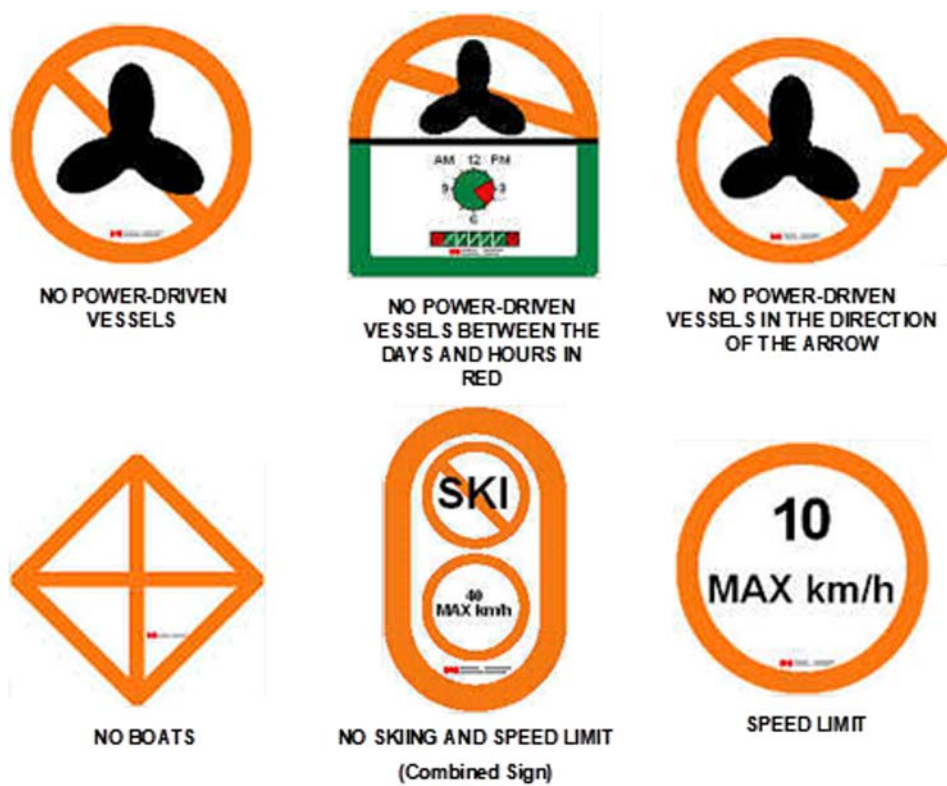 AM 12 PM
9 3
6
NO POWER-DRIVEN
VESSELS
NO POWER-DRIVEN
VESSELS BETWEEN THE
DAYS AND HOURS IN
RED
NO POWER-DRIVEN
VESSELS IN THE DIRECTION
OF THE ARROW
SKI
40
MAX km/h
10
MAX km/h
NO BOATS
NO SKIING AND SPEED LIMIT
(Combined Sign)
SPEED LIMIT